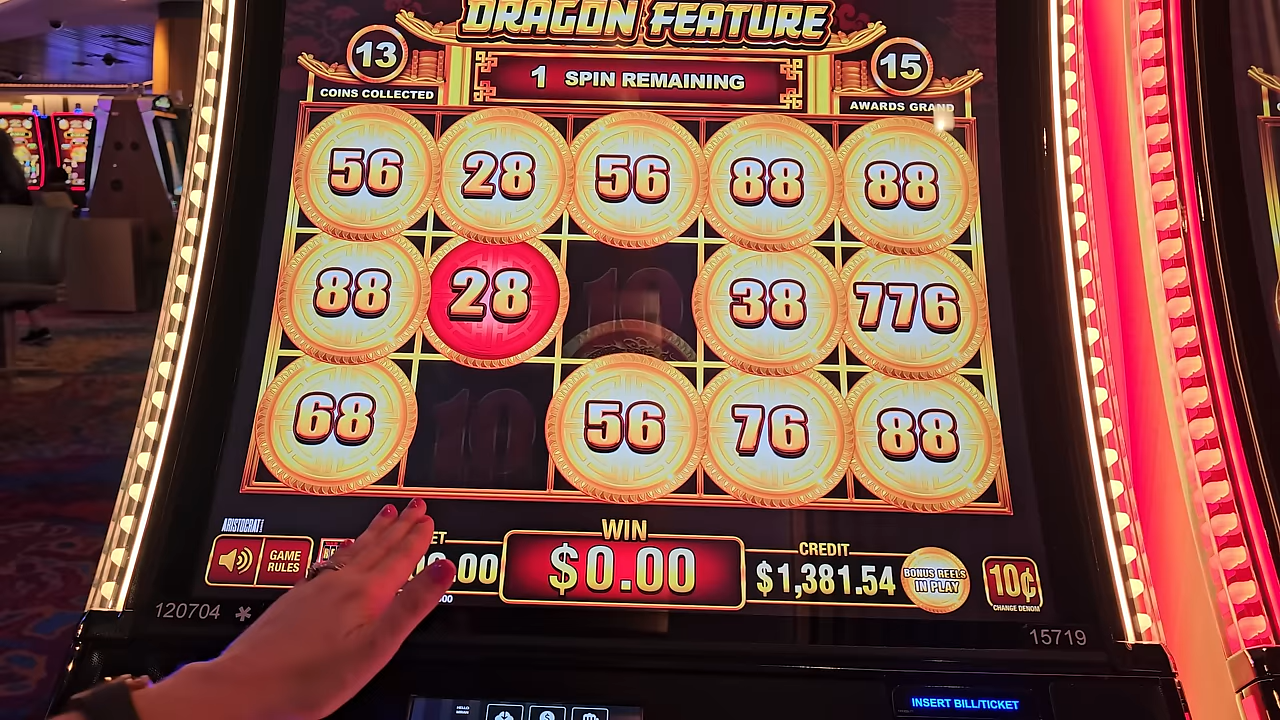 DRAGON FEATURE
13
COINS COLLECTED
1 SPIN REMAINING
15
AWARDS GRAND
56 28 56 88 88
88 28 10 38 776
68 10 56 76 88
ARISTOCRAT
WIN
GAME RULES
$0.00
CREDIT
$1,381.54
BONUS REELS IN PLAY
10¢
CHANGE DENOM
120704
15719
INSERT BILL/TICKET